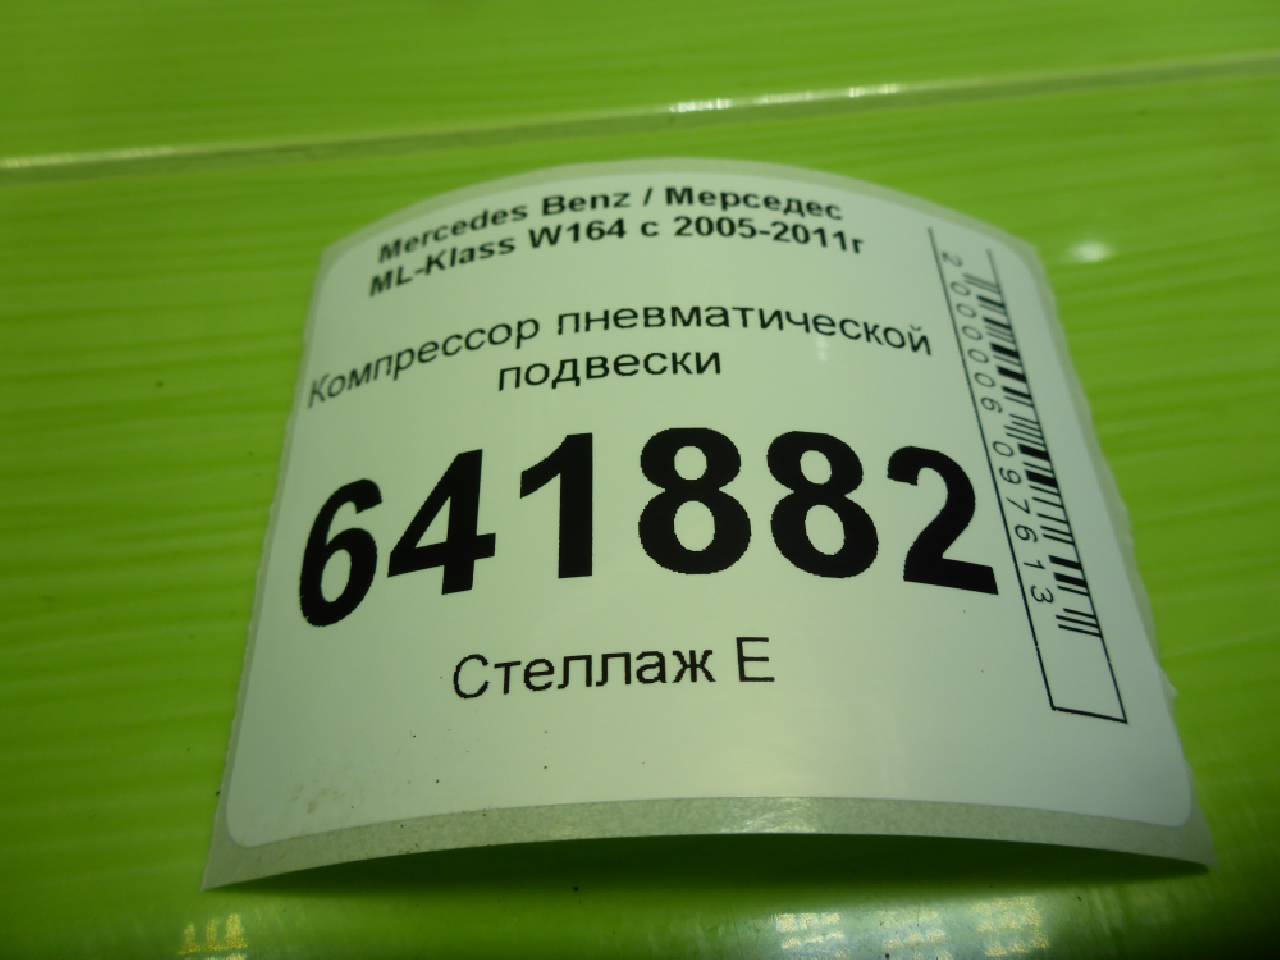 Mercedes Benz / Мерседес
ML-Klass W164 с 2005-2011г
Компрессор пневматической
подвески
641882
Стеллаж Е
2000006097613